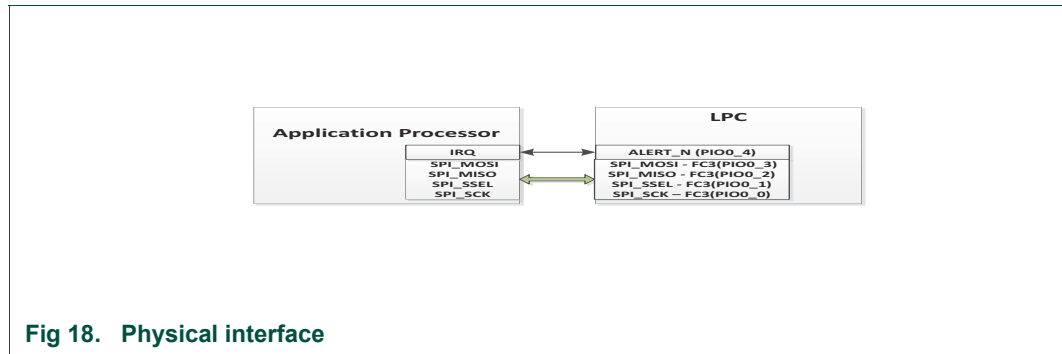 Application Processor
IRQ
SPI_MOSI
SPI_MISO
SPI_SSEL
SPI_SCK
LPC
ALERT_N (PIO0_4)
SPI_MOSI - FC3(PIO0_3)
SPI_MISO - FC3(PIO0_2)
SPI_SSEL - FC3(PIO0_1)
SPI_SCK – FC3(PIO0_0)
Fig 18. Physical interface